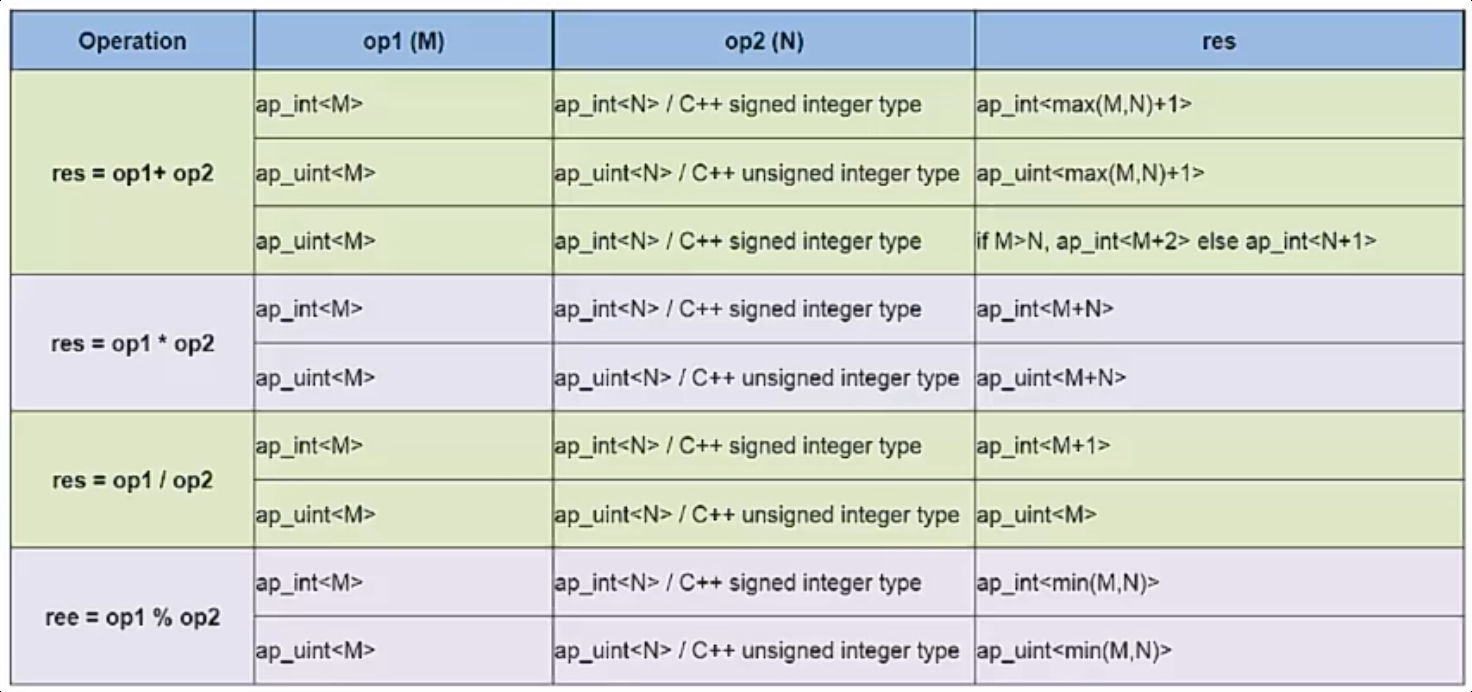 Operation op1 (M) op2 (N) res
ap_int<M> ap_int<N> / C++ signed integer type ap_int<max(M,N)+1>
res = op1+ op2 ap_uint<M> ap_uint<N> / C++ unsigned integer type ap_uint<max(M,N)+1>
ap_uint<M> ap_int<N> / C++ signed integer type if M>N, ap_int<M+2> else ap_int<N+1>
res = op1 * op2
ap_int<M> ap_int<N> / C++ signed integer type ap_int<M+N>
ap_uint<M> ap_uint<N> / C++ unsigned integer type ap_uint<M+N>
res = op1 / op2
ap_int<M> ap_int<N> / C++ signed integer type ap_int<M+1>
ap_uint<M> ap_uint<N> / C++ unsigned integer type ap_uint<M>
ree = op1 % op2
ap_int<M> ap_int<N> / C++ signed integer type ap_int<min(M,N)>
ap_uint<M> ap_uint<N> / C++ unsigned integer type ap_uint<min(M,N)>